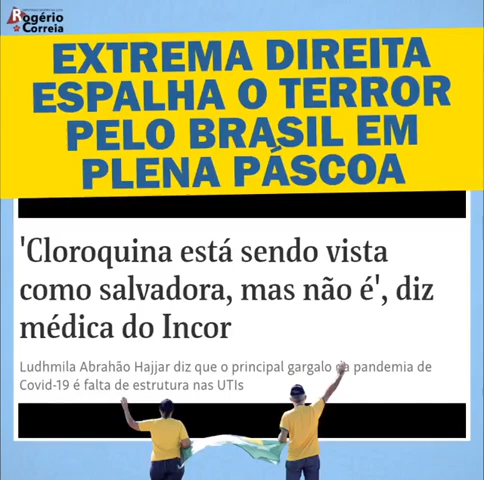 Rogério
Correia
EXTREMA DIREITA
ESPALHA O TERROR
PELO BRASIL EM
PLENA PÁSCOA
'Cloroquina está sendo vista
como salvadora, mas não é', diz
médica do Incor
Ludhmila Abrahão Hajjar diz que o principal gargalo da pandemia de
Covid-19 é falta de estrutura nas UTIs